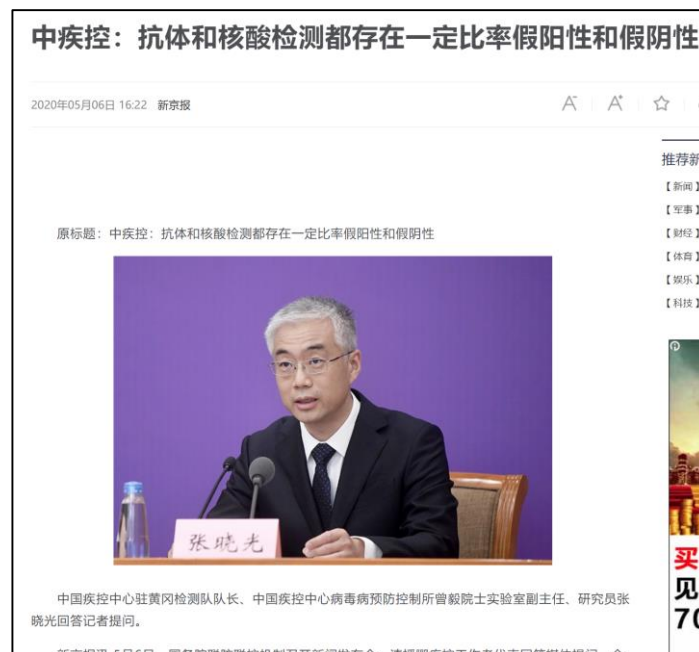 中疾控：抗体和核酸检测都存在一定比率假阳性和假阴性
2020年05月06日 16:22 新京报
A- A+
推荐新
【新闻】
【军事】
【财经】
【体育】
【娱乐】
【科技】
原标题：中疾控：抗体和核酸检测都存在一定比率假阳性和假阴性
张晓光
买
见
70
中国疾控中心驻黄冈检测队队长、中国疾控中心病毒病预防控制所曾毅院士实验室副主任、研究员张
晓光回答记者提问。